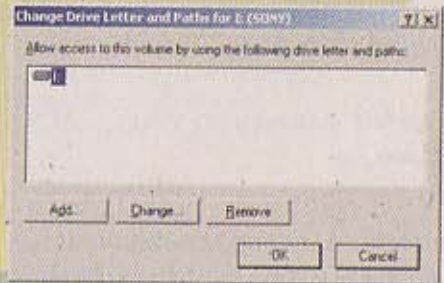 Change Drive Letter and Paths for I: (SONY)
Allow access to this volume by using the following drive letter and paths:
I:
Add... Change... Remove
OK Cancel